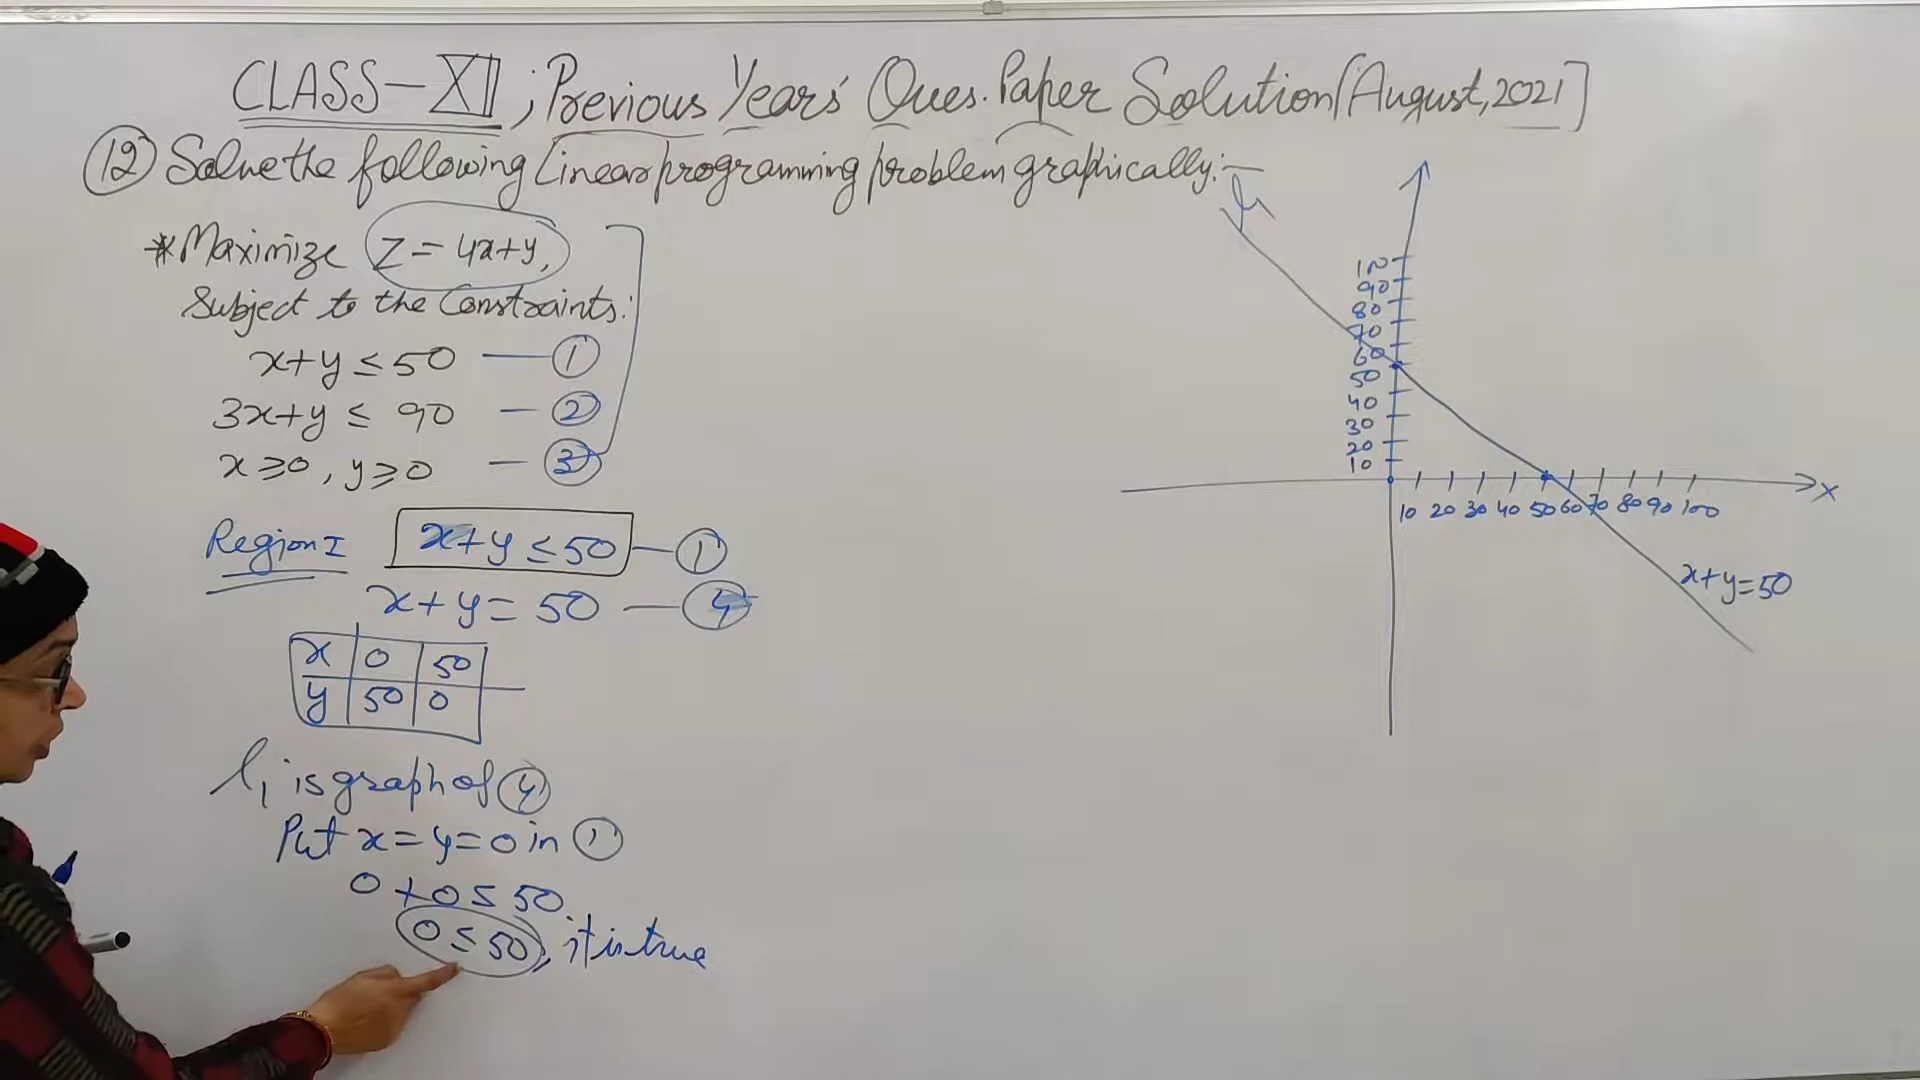 CLASS-XII; Previous Years' Ques. Paper Solution [August, 2021]
12 Solve the following Linear programming problem graphically:-
*Maximize Z = 4x+y,
Subject to the Constraints:
x+y ≤ 50 — 1
3x+y ≤ 90 — 2
x ≥ 0, y ≥ 0 — 3
Region I x+y ≤ 50 — 1
x+y = 50 — 4
x 0 50
y 50 0
l₁ is graph of 4
Put x = y = 0 in 1
0 + 0 ≤ 50.
0 ≤ 50, it is true
l₁
90
80
70
60
50
40
30
20
10
10 20 30 40 50 60 70 80 90 100
X
x+y=50